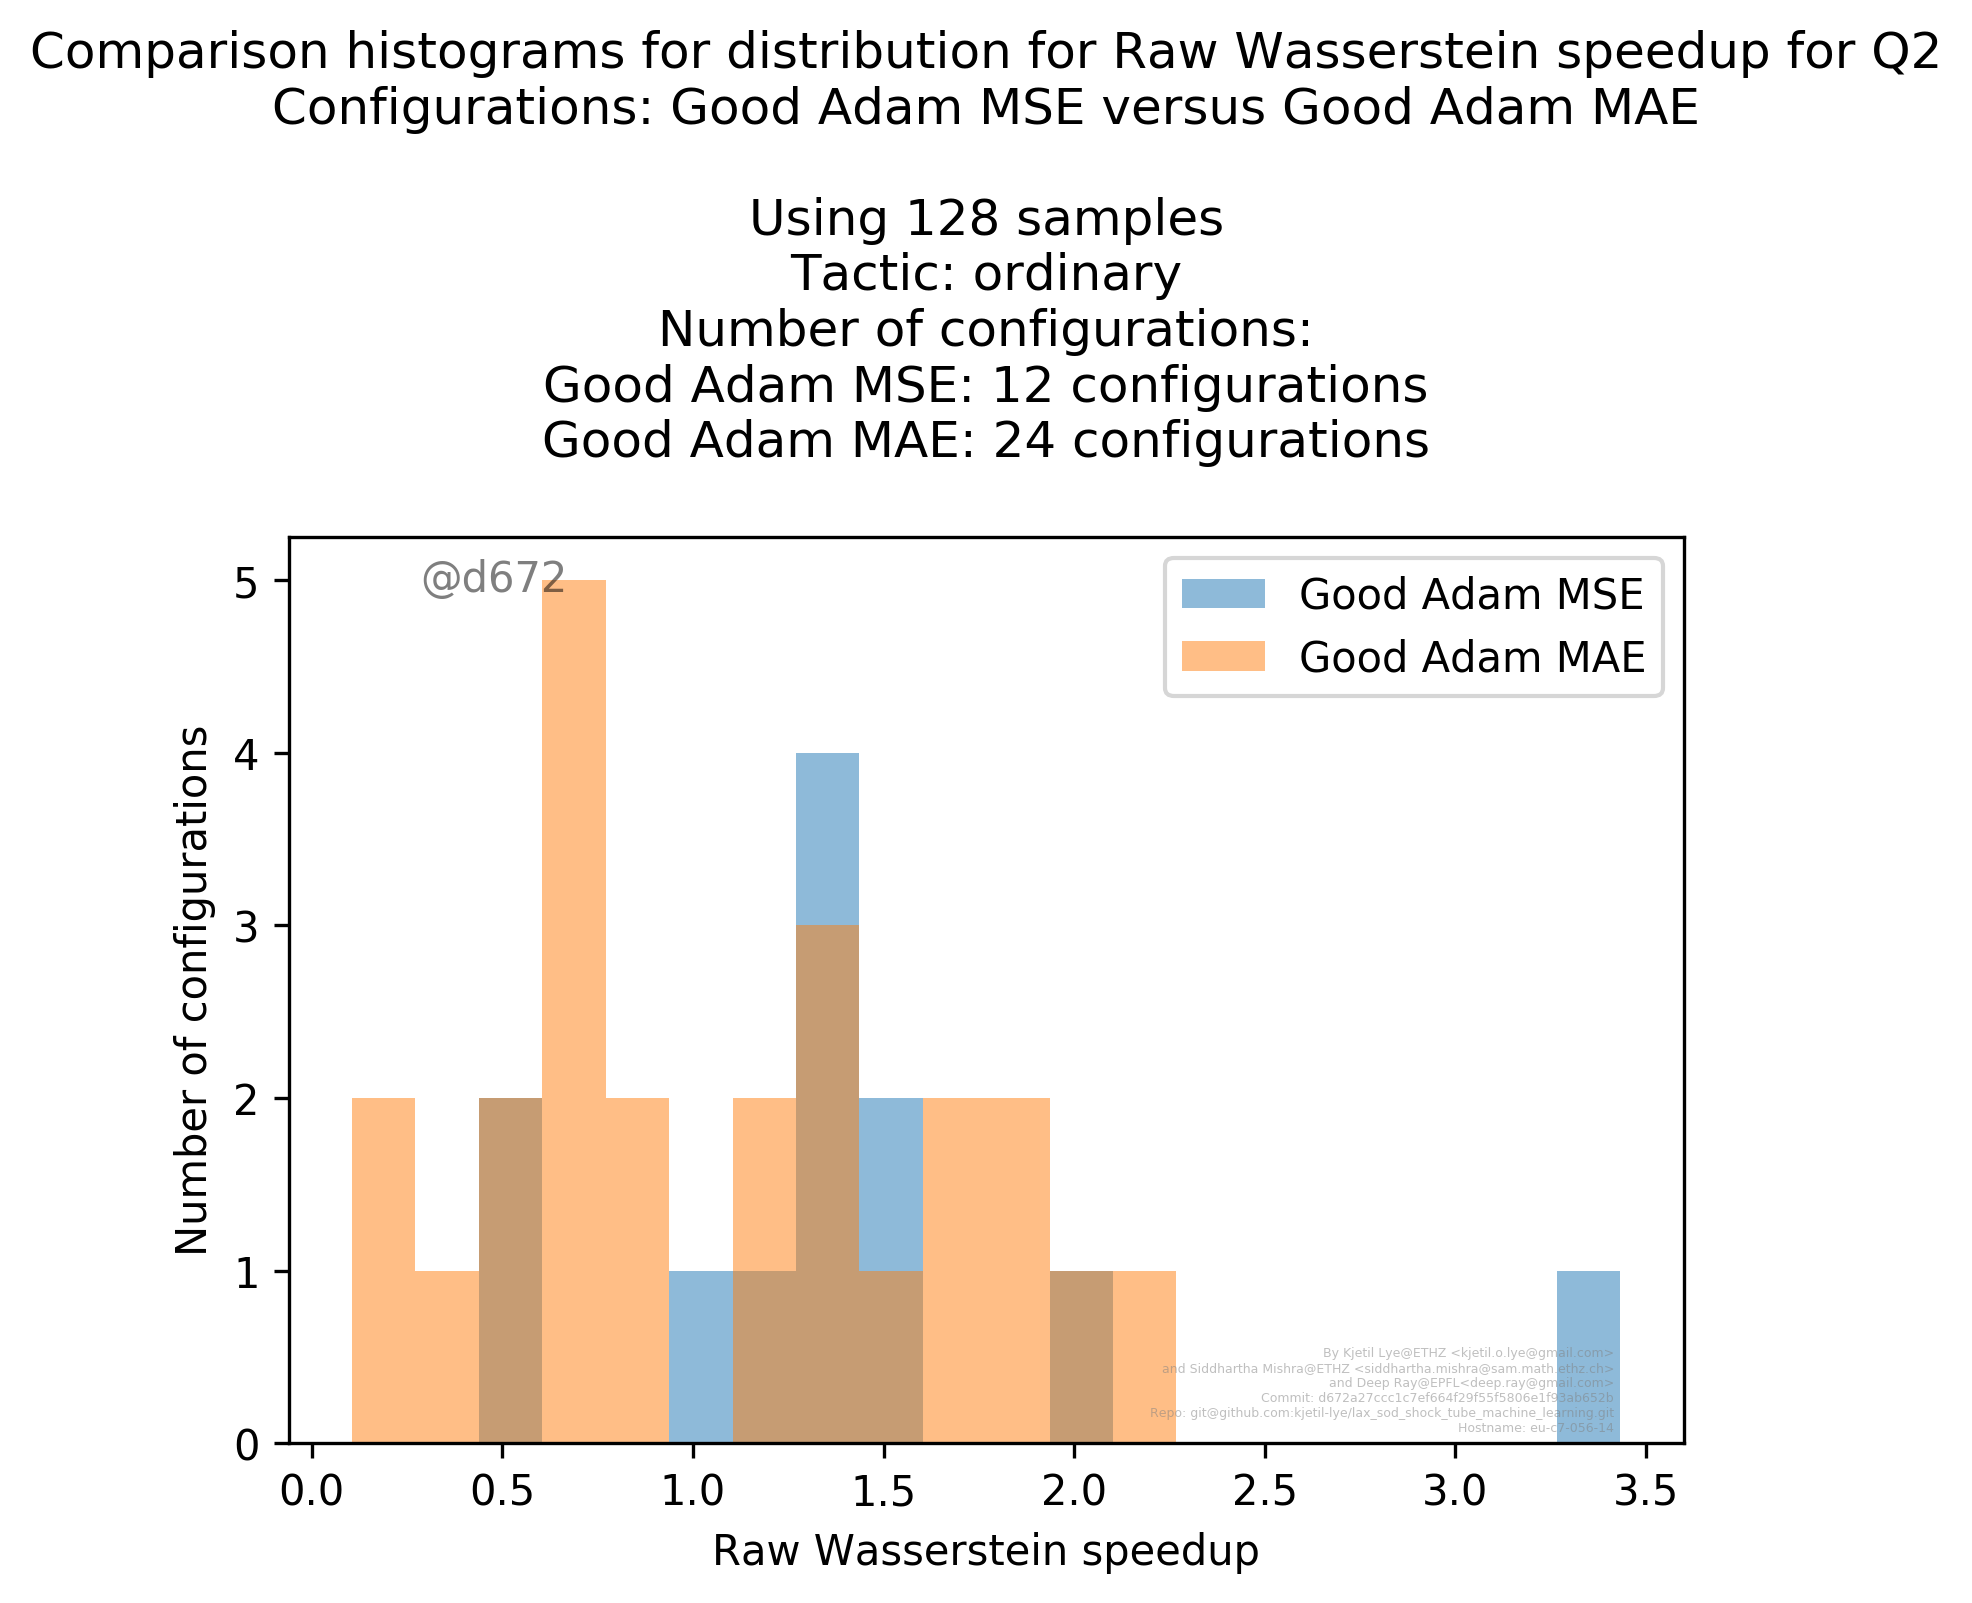 Comparison histograms for distribution for Raw Wasserstein speedup for Q2
Configurations: Good Adam MSE versus Good Adam MAE
Using 128 samples
Tactic: ordinary
Number of configurations:
Good Adam MSE: 12 configurations
Good Adam MAE: 24 configurations
@d672
Good Adam MSE
Good Adam MAE
Number of configurations
5
4
3
2
1
0
By Kjetil Lye@ETHZ <kjetil.o.lye@gmail.com>
and Siddhartha Mishra@ETHZ <siddhartha.mishra@sam.math.ethz.ch>
and Deep Ray@EPFL<deep.ray@gmail.com>
Commit: d672a27ccc1c7ef664f29f55f5806e1f93ab652b
Repo: git@github.com:kjetil-lye/lax_sod_shock_tube_machine_learning.git
Hostname: eu-c7-056-14
0.0 0.5 1.0 1.5 2.0 2.5 3.0 3.5
Raw Wasserstein speedup